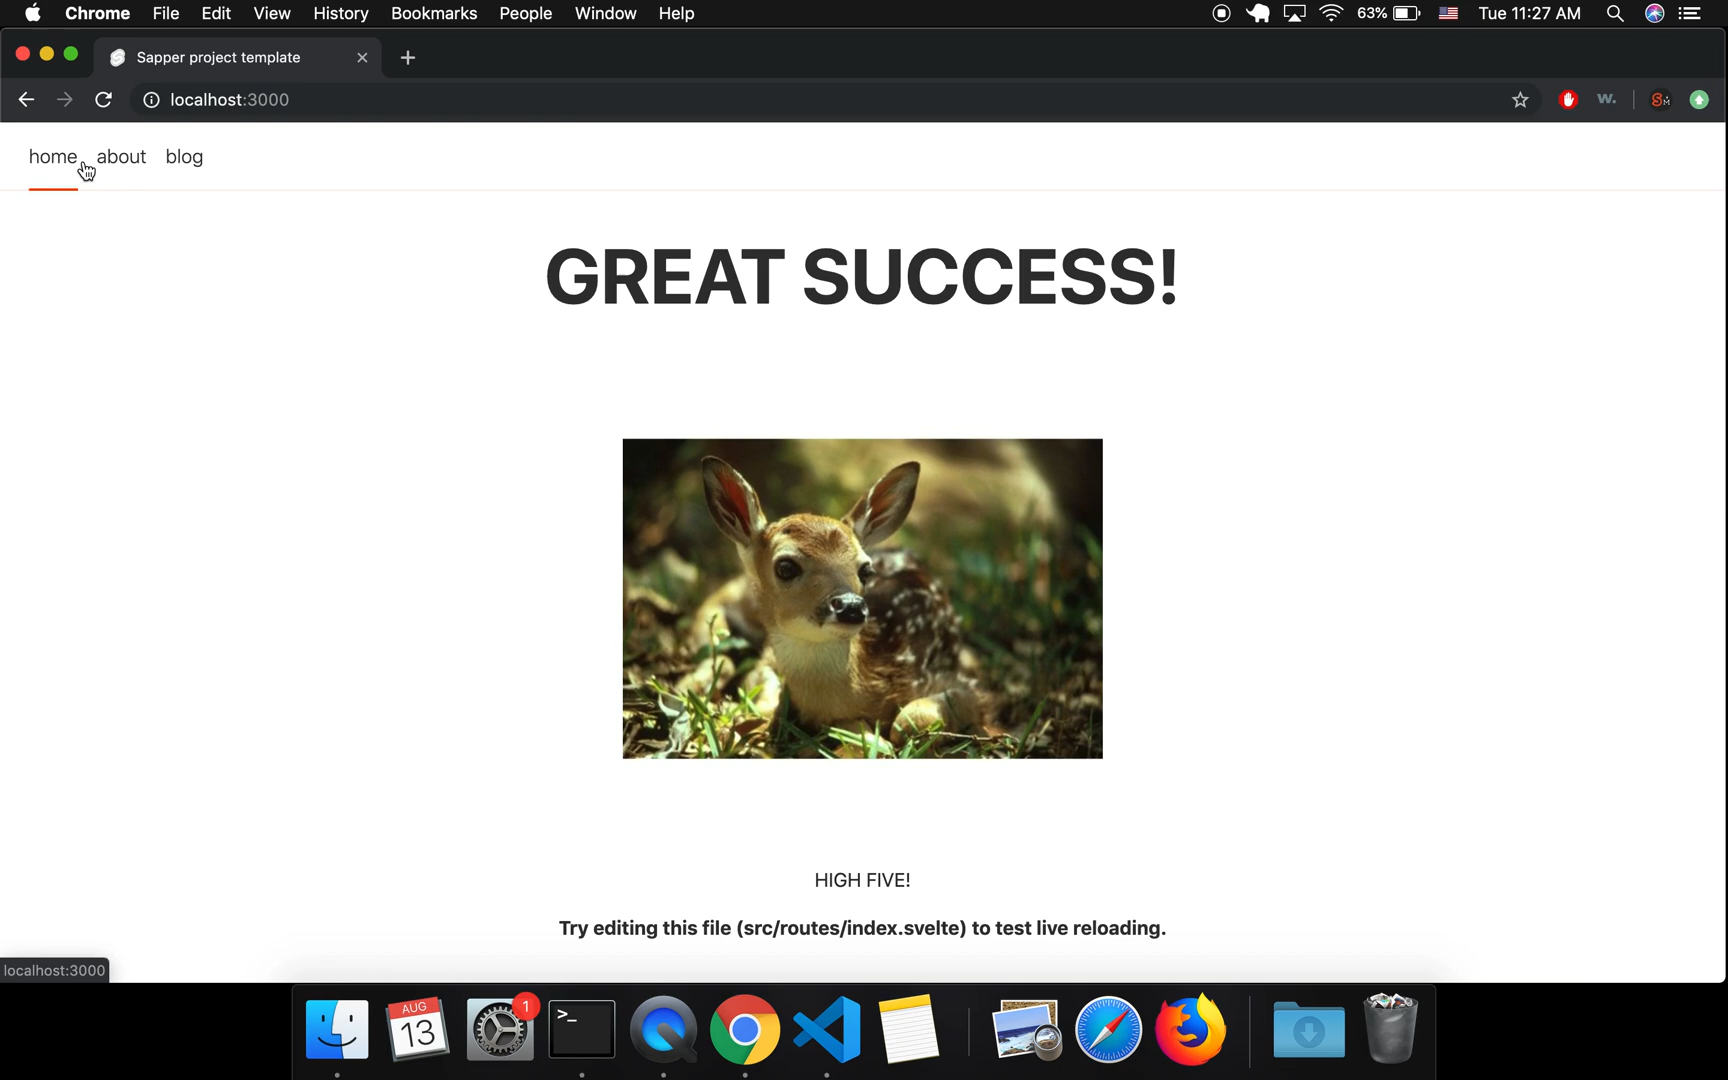 Chrome File Edit View History Bookmarks People Window Help 63% Tue 11:27 AM
Sapper project template
localhost:3000
W. SM
home about blog
GREAT SUCCESS!
HIGH FIVE!
Try editing this file (src/routes/index.svelte) to test live reloading.
localhost:3000
AUG
13
1
>_